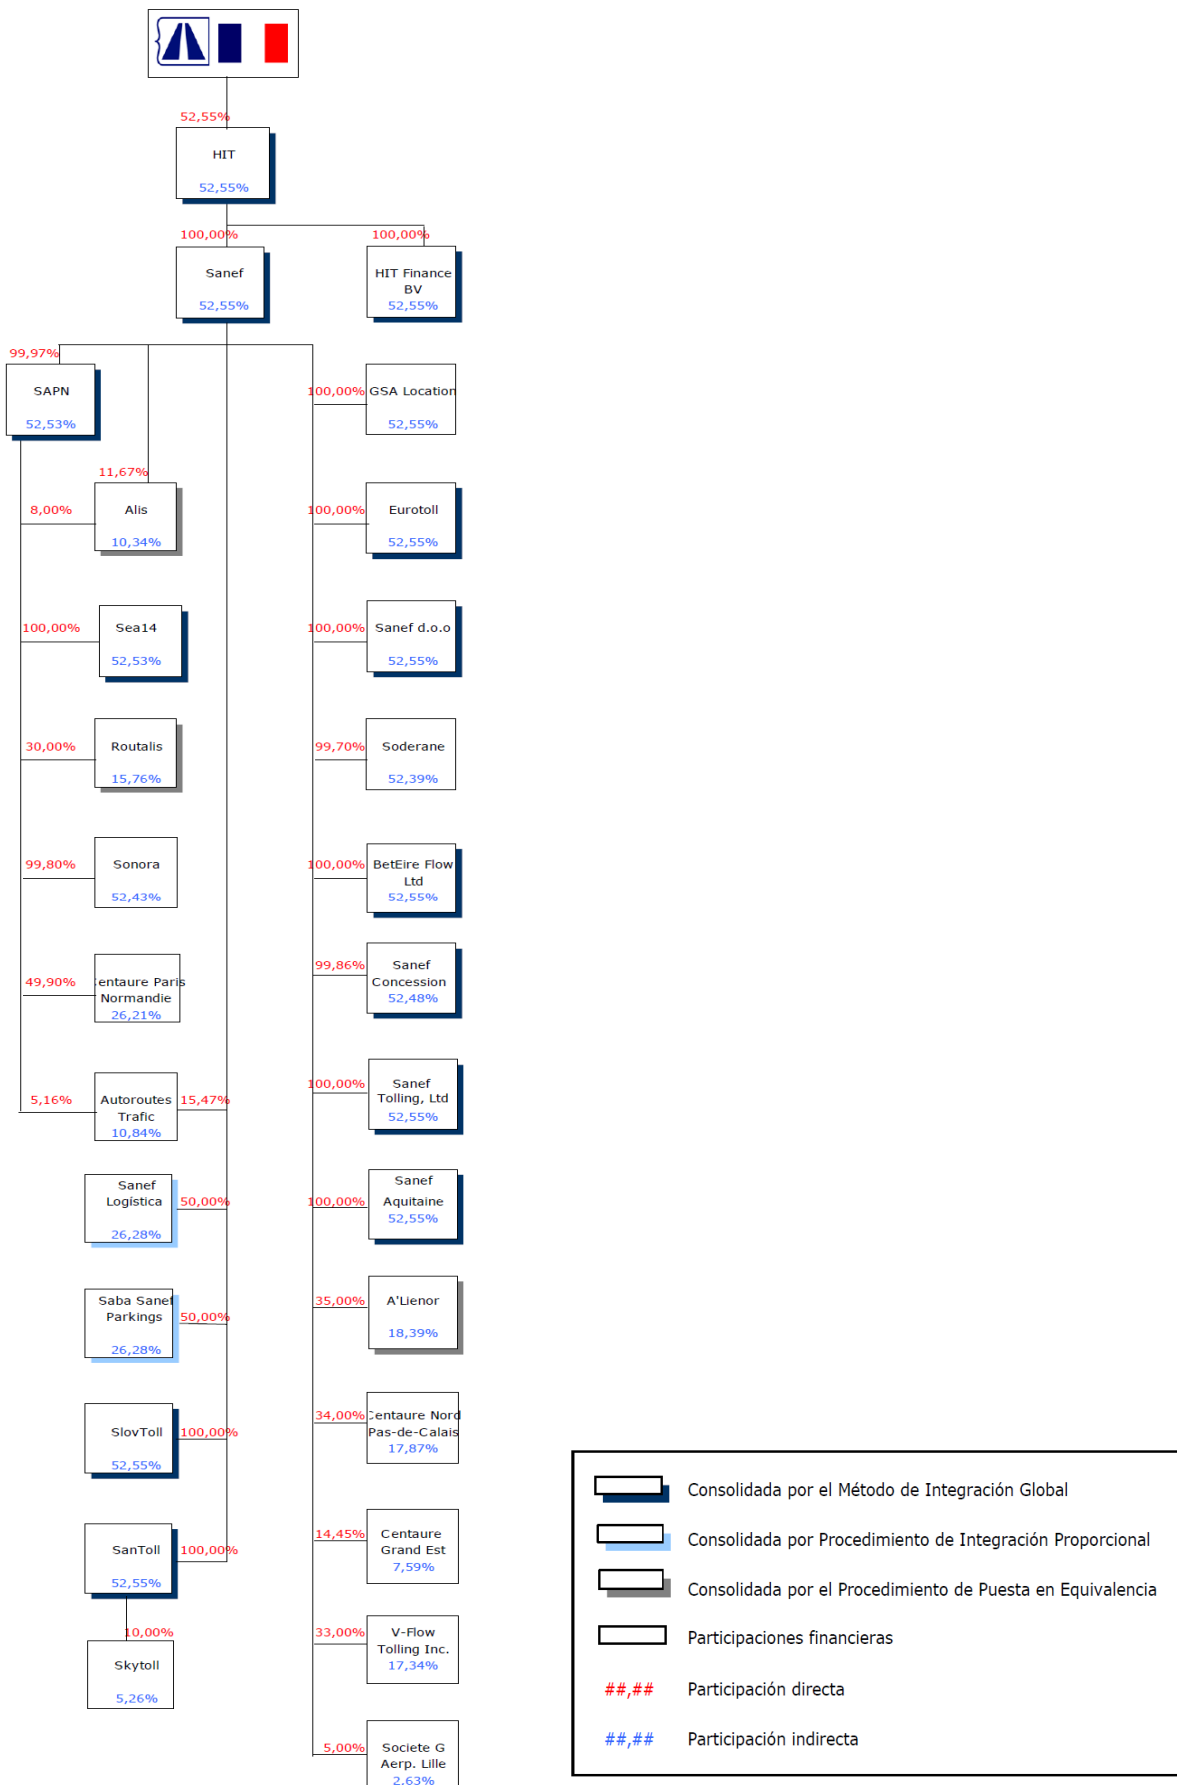 52,55%
HIT
52,55%
100,00%
100,00%
Sanef
52,55%
HIT Finance
BV
52,55%
99,97%
SAPN
52,53%
100,00%
GSA Location
52,55%
11,67%
8,00%
Alis
10,34%
100,00%
Eurotoll
52,55%
100,00%
Sea14
52,53%
100,00%
Sanef d.o.o
52,55%
30,00%
Routalis
15,76%
99,70%
Soderane
52,39%
99,80%
Sonora
52,43%
100,00%
BetEire Flow
Ltd
52,55%
49,90%
Centaure Paris
Normandie
26,21%
99,86%
Sanef
Concession
52,48%
5,16%
Autoroutes
Trafic
10,84%
15,47%
100,00%
Sanef
Tolling, Ltd
52,55%
Sanef
Logística
26,28%
50,00%
100,00%
Sanef
Aquitaine
52,55%
Saba Sanef
Parkings
26,28%
50,00%
35,00%
A'Lienor
18,39%
SlovToll
52,55%
100,00%
34,00%
Centaure Nord
Pas-de-Calais
17,87%
SanToll
52,55%
100,00%
14,45%
Centaure
Grand Est
7,59%
10,00%
Skytoll
5,26%
33,00%
V-Flow
Tolling Inc.
17,34%
5,00%
Societe G
Aerp. Lille
2,63%
Consolidada por el Método de Integración Global
Consolidada por Procedimiento de Integración Proporcional
Consolidada por el Procedimiento de Puesta en Equivalencia
Participaciones financieras
##,## Participación directa
##,## Participación indirecta